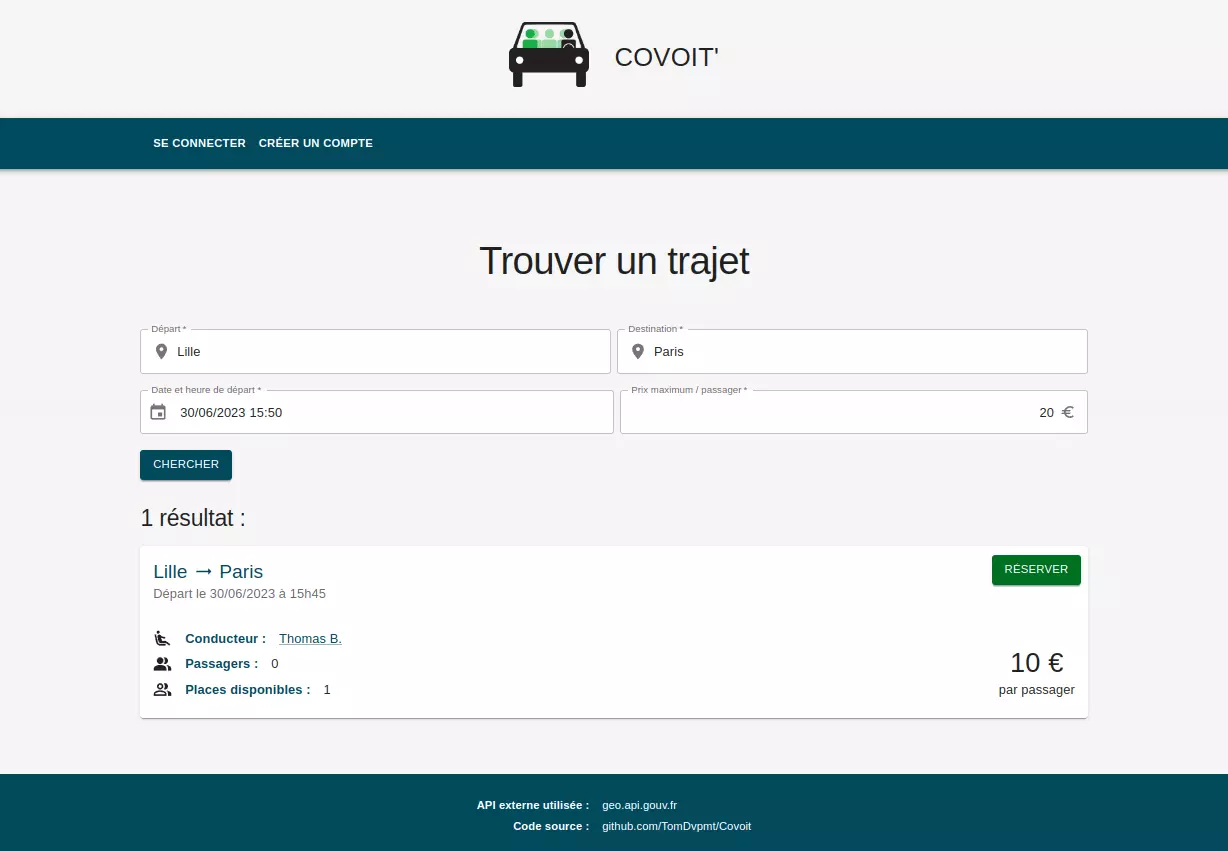 COVOIT'
SE CONNECTER CRÉER UN COMPTE
Trouver un trajet
Départ * Destination *
Lille Paris
Date et heure de départ * Prix maximum / passager *
30/06/2023 15:50 20 €
CHERCHER
1 résultat :
Lille → Paris RÉSERVER
Départ le 30/06/2023 à 15h45
Conducteur : Thomas B.
Passagers : 0 10 €
Places disponibles : 1 par passager
API externe utilisée : geo.api.gouv.fr
Code source : github.com/TomDvpmt/Covoit